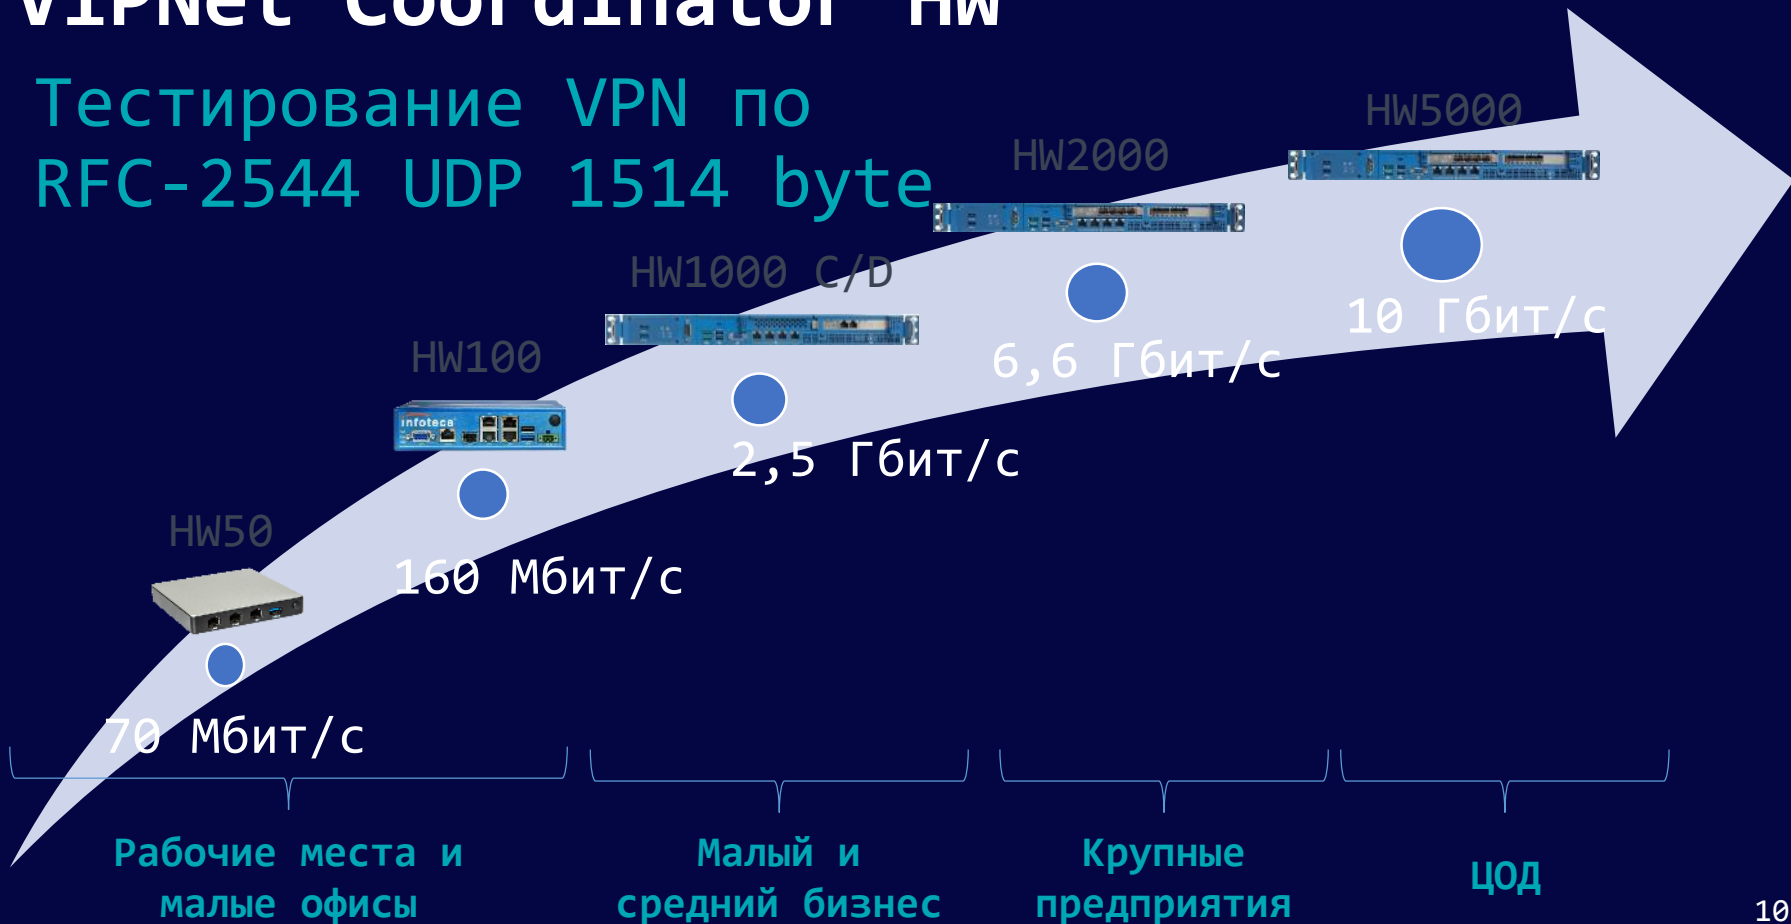 ViPNet Coordinator HW
Тестирование VPN по
RFC-2544 UDP 1514 byte
HW5000
HW2000
HW1000 C/D
10 Гбит/с
6,6 Гбит/с
HW100
infotecs
2,5 Гбит/с
HW50
160 Мбит/с
70 Мбит/с
Рабочие места и
малые офисы
Малый и
средний бизнес
Крупные
предприятия
ЦОД
10